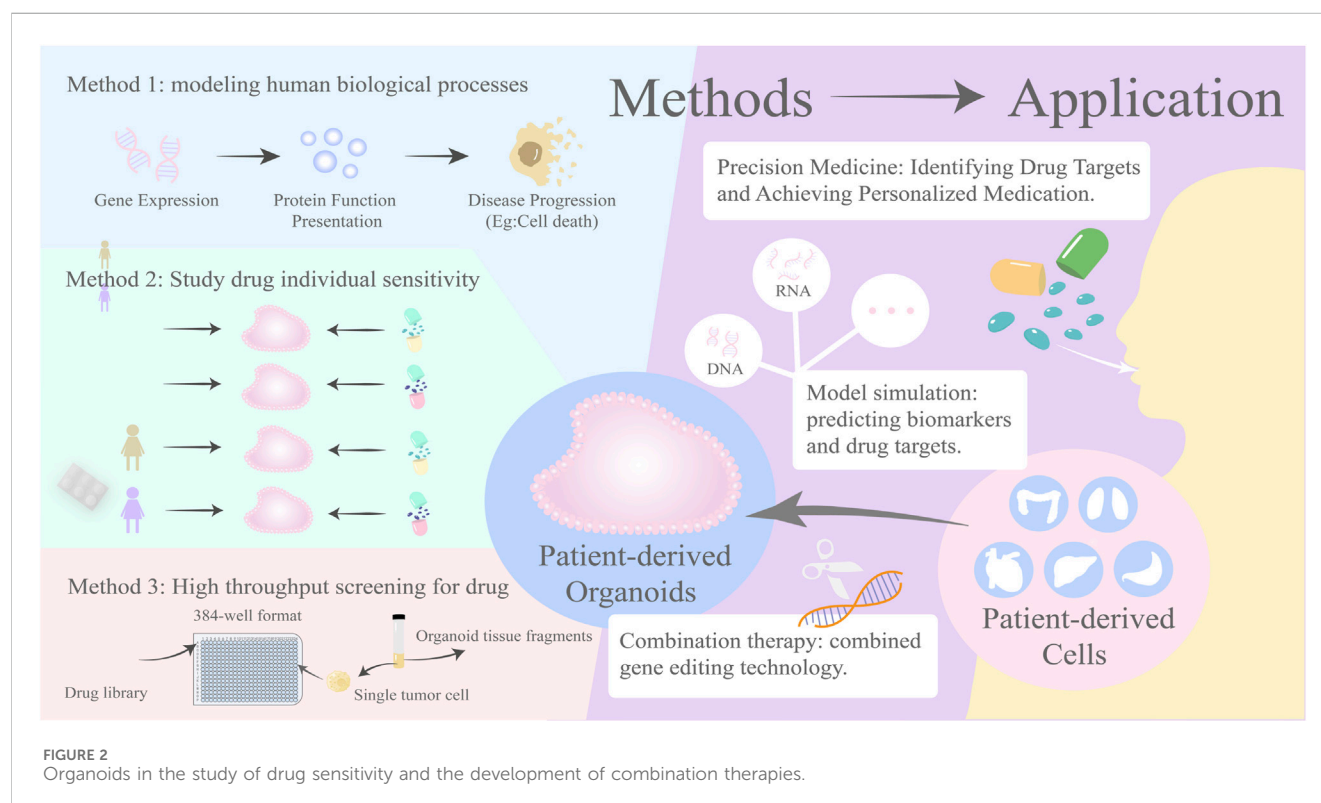 Methods Application
Method 1: modeling human biological processes
Gene Expression
Protein Function
Presentation
Disease Progression
(Eg:Cell death)
Method 2: Study drug individual sensitivity
Method 3: High throughput screening for drug
384-well format
Drug library
Organoid tissue fragments
Single tumor cell
Patient-derived
Organoids
Precision Medicine: Identifying Drug Targets
and Achieving Personalized Medication.
RNA
DNA
Model simulation:
predicting biomarkers
and drug targets.
Combination therapy: combined
gene editing technology.
Patient-derived
Cells
FIGURE 2
Organoids in the study of drug sensitivity and the development of combination therapies.